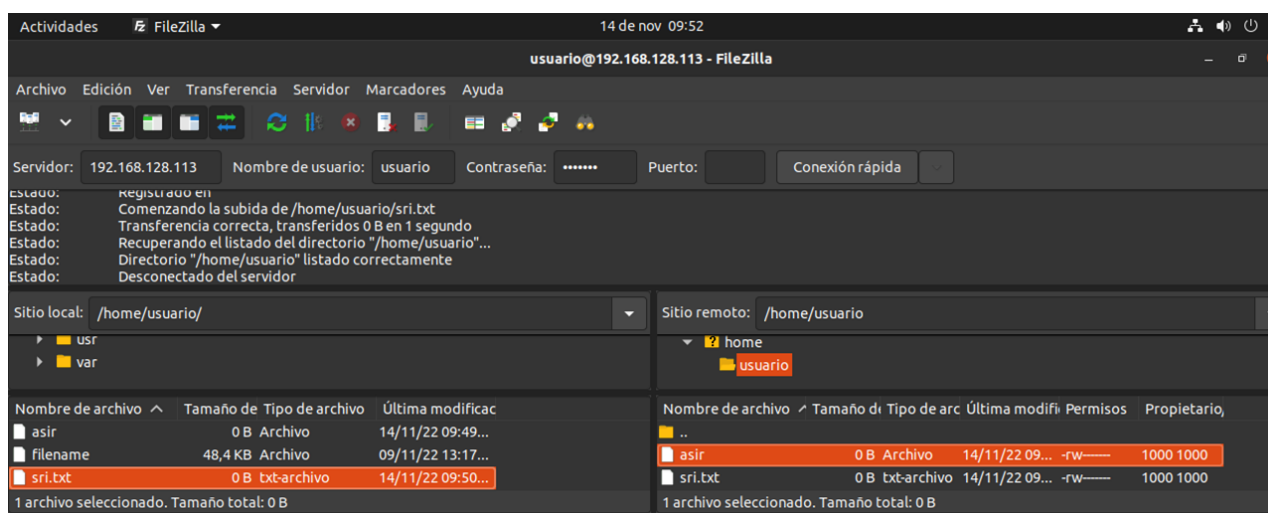 Actividades FileZilla 14 de nov 09:52
usuario@192.168.128.113 - FileZilla
Archivo Edición Ver Transferencia Servidor Marcadores Ayuda
Servidor: 192.168.128.113 Nombre de usuario: usuario Contraseña: ••••••• Puerto: Conexión rápida
Estado: Registrado en
Estado: Comenzando la subida de /home/usuario/sri.txt
Estado: Transferencia correcta, transferidos 0 B en 1 segundo
Estado: Recuperando el listado del directorio "/home/usuario"...
Estado: Directorio "/home/usuario" listado correctamente
Estado: Desconectado del servidor
Sitio local: /home/usuario/ Sitio remoto: /home/usuario
usr home
var usuario
Nombre de archivo Tamaño de Tipo de archivo Última modificac Nombre de archivo Tamaño de Tipo de arc Última modifi Permisos Propietario
asir 0 B Archivo 14/11/22 09:49... ..
filename 48,4 KB Archivo 09/11/22 13:17... asir 0 B Archivo 14/11/22 09... -rw------- 1000 1000
sri.txt 0 B txt-archivo 14/11/22 09:50... sri.txt 0 B txt-archivo 14/11/22 09... -rw------- 1000 1000
1 archivo seleccionado. Tamaño total: 0 B 1 archivo seleccionado. Tamaño total: 0 B